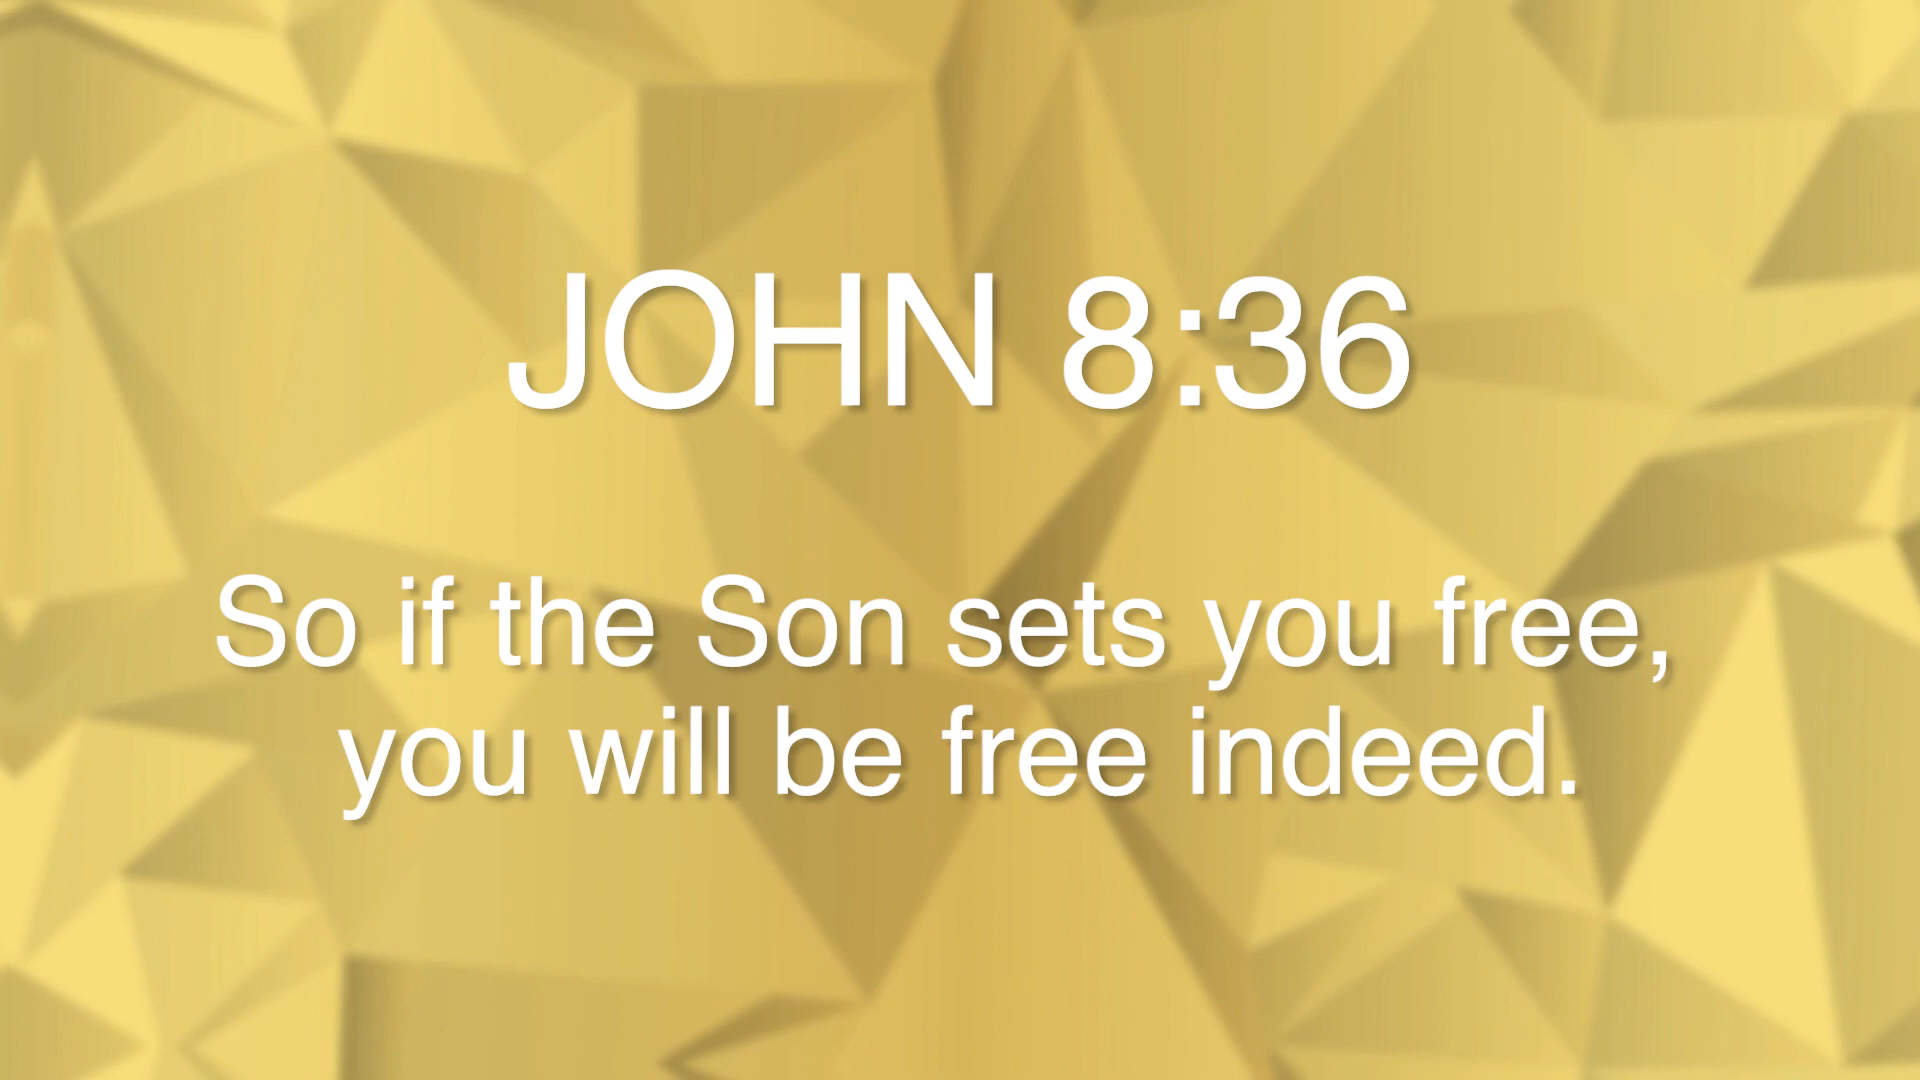 JOHN 8:36
So if the Son sets you free,
you will be free indeed.